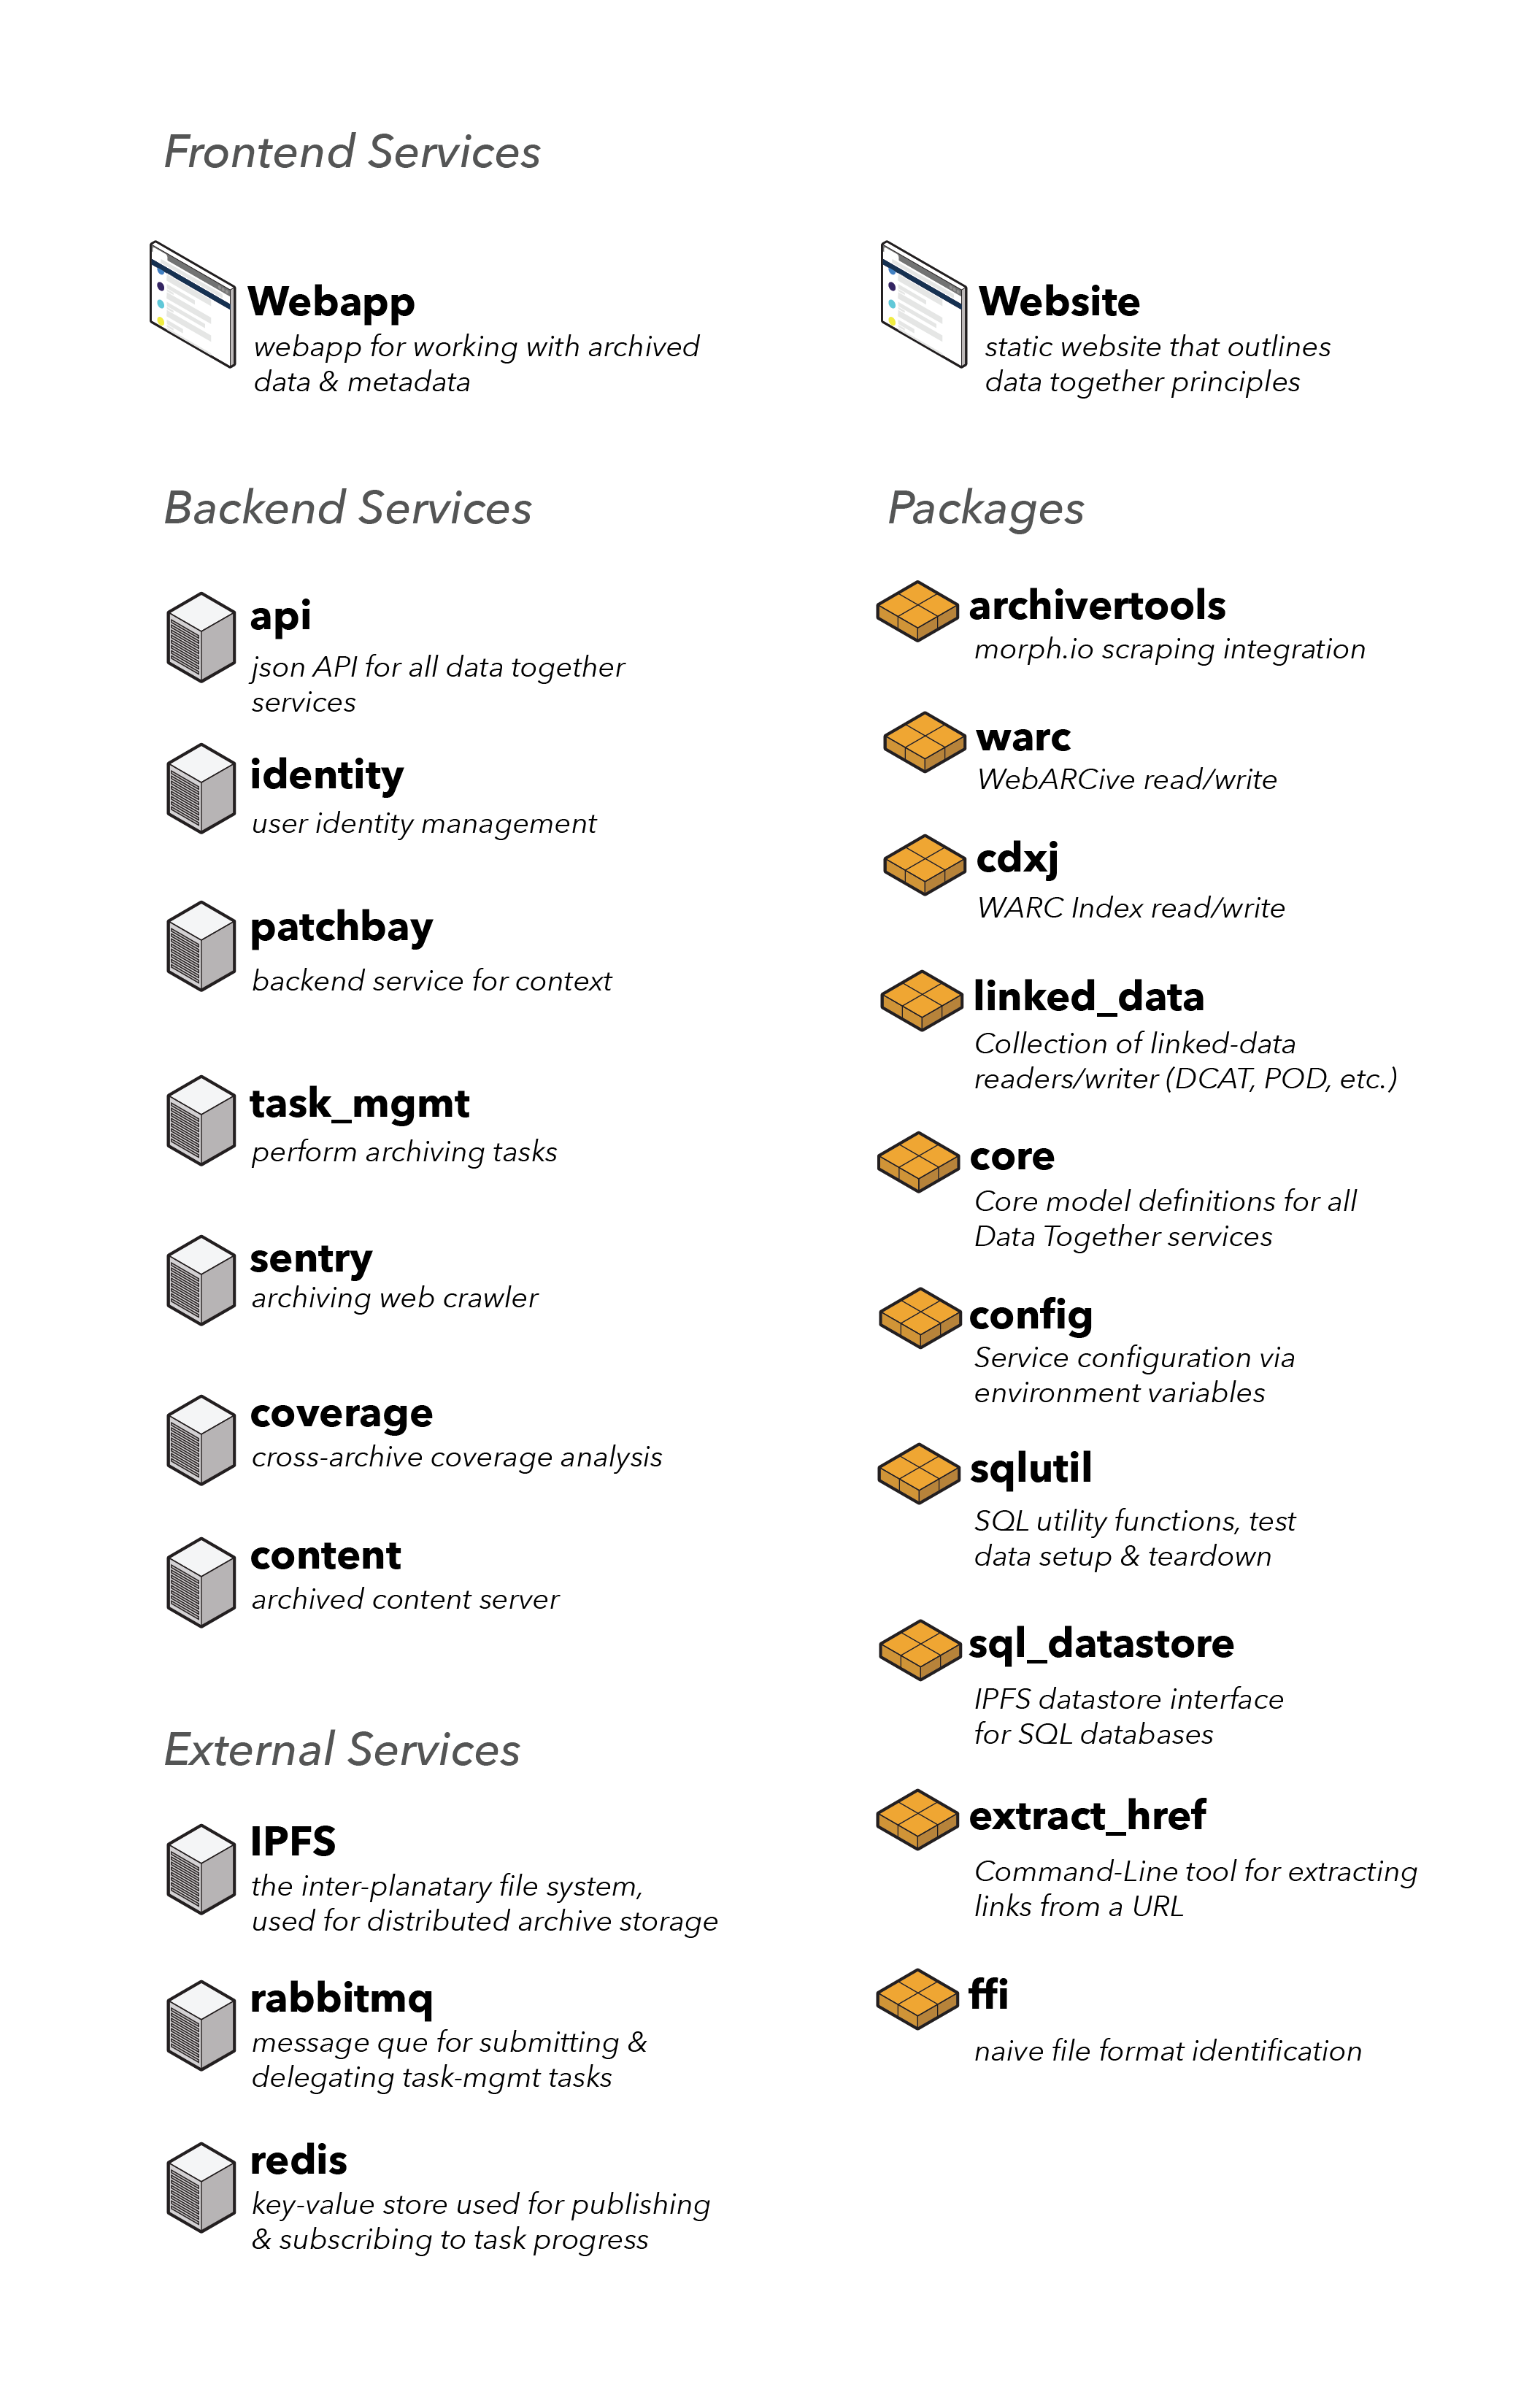 Frontend Services
Webapp
webapp for working with archived
data & metadata
Website
static website that outlines
data together principles
Backend Services
api
json API for all data together
services
identity
user identity management
patchbay
backend service for context
task_mgmt
perform archiving tasks
sentry
archiving web crawler
coverage
cross-archive coverage analysis
content
archived content server
External Services
IPFS
the inter-planatary file system,
used for distributed archive storage
rabbitmq
message que for submitting &
delegating task-mgmt tasks
redis
key-value store used for publishing
& subscribing to task progress
Packages
archivertools
morph.io scraping integration
warc
WebARCive read/write
cdxj
WARC Index read/write
linked_data
Collection of linked-data
readers/writer (DCAT, POD, etc.)
core
Core model definitions for all
Data Together services
config
Service configuration via
environment variables
sqlutil
SQL utility functions, test
data setup & teardown
sql_datastore
IPFS datastore interface
for SQL databases
extract_href
Command-Line tool for extracting
links from a URL
ffi
naive file format identification